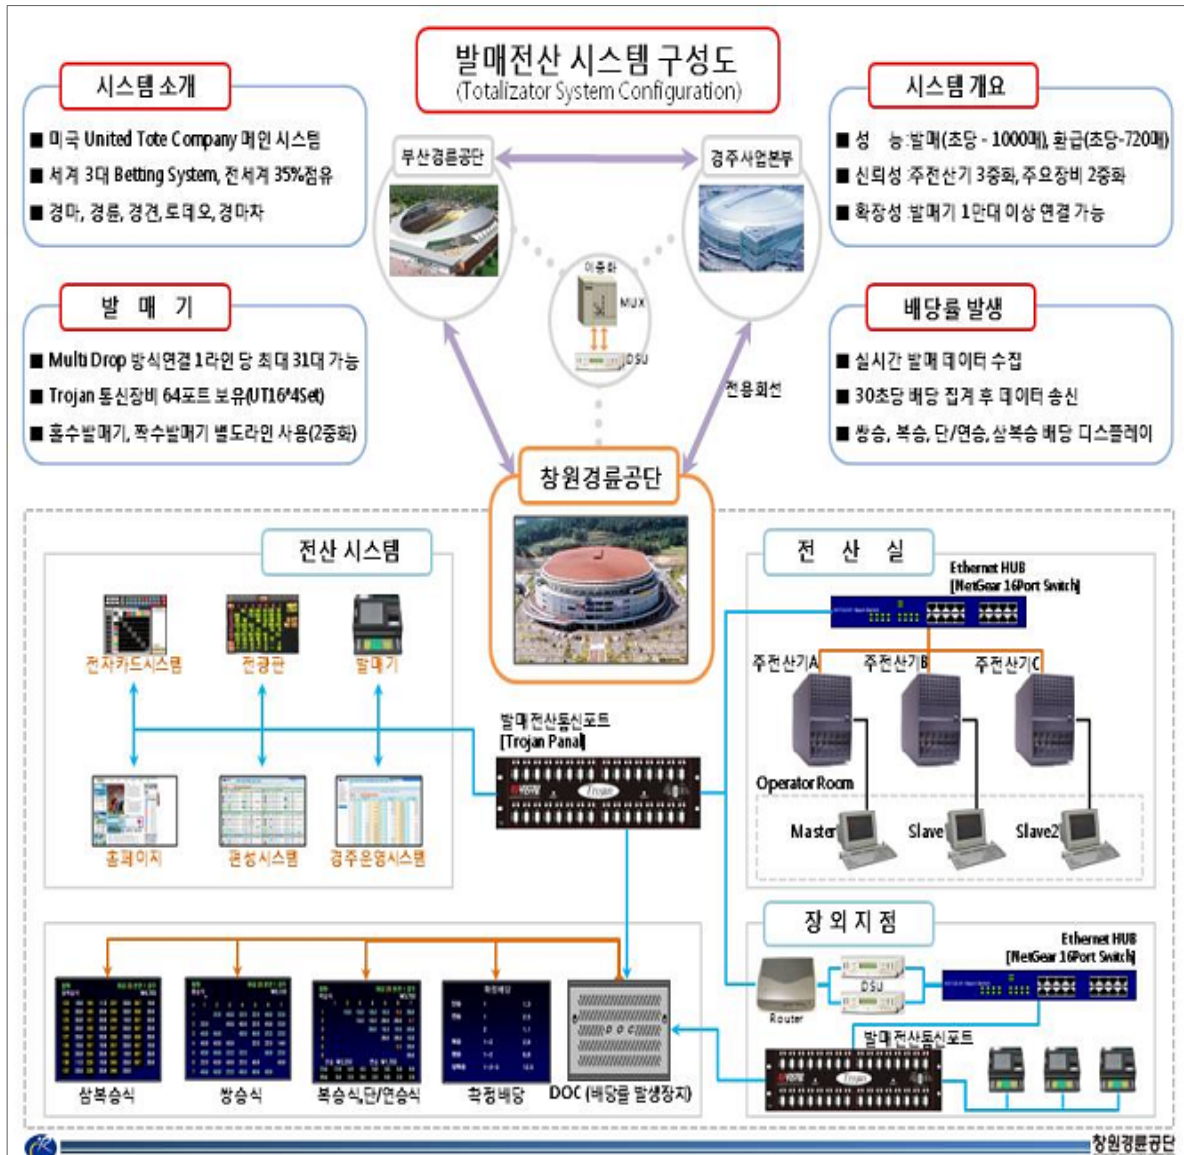 발매전산 시스템 구성도
(Totalizator System Configuration)
시스템 소개
■ 미국 United Tote Company 메인 시스템
■ 세계 3대 Betting System, 전세계 35%점유
■ 경마, 경륜, 경견, 로데오, 경마차
시스템 개요
■ 성 능 :발매(초당 - 1000매), 환급(초당-720매)
■ 신뢰성 :주전산기 3중화, 주요장비 2중화
■ 확장성 :발매기 1만대 이상 연결 가능
부산경륜공단
경주사업본부
이중화
MUX
DSU
전용회선
발 매 기
■ Multi Drop 방식연결 1라인 당 최대 31대 가능
■ Trojan 통신장비 64포트 보유(UT16*4Set)
■ 홀수발매기, 짝수발매기 별도라인 사용(2중화)
배당률 발생
■ 실시간 발매 데이터 수집
■ 30초당 배당 집계 후 데이터 송신
■ 쌍승, 복승, 단/연승, 삼복승 배당 디스플레이
창원경륜공단
전산 시스템
전자카드시스템
전광판
발매기
홈페이지
편성시스템
경주운영시스템
발매전산통신포트
[Trojan Panal]
Trojan
전 산 실
Ethernet HUB
[NetGear 16Port Switch]
주전산기A
주전산기B
주전산기C
Operator Room
Master
Slave
Slave2
장 외 지 점
Ethernet HUB
[NetGear 16Port Switch]
Router
DSU
발매전산통신포트
Trojan
확정배당
D O C
삼복승식
쌍승식
복승식,단/연승식
확정배당
DOC (배당률 발생장치)
창원경륜공단